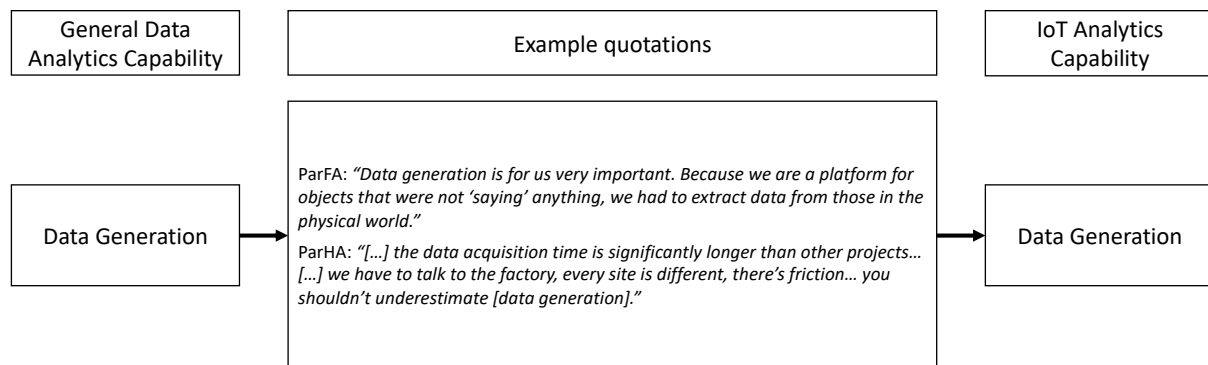 General Data
Analytics Capability
Example quotations
IoT Analytics
Capability
Data Generation
ParFA: “Data generation is for us very important. Because we are a platform for
objects that were not ‘saying’ anything, we had to extract data from those in the
physical world.”
ParHA: “[…] the data acquisition time is significantly longer than other projects…
[…] we have to talk to the factory, every site is different, there’s friction… you
shouldn’t underestimate [data generation].”
Data Generation